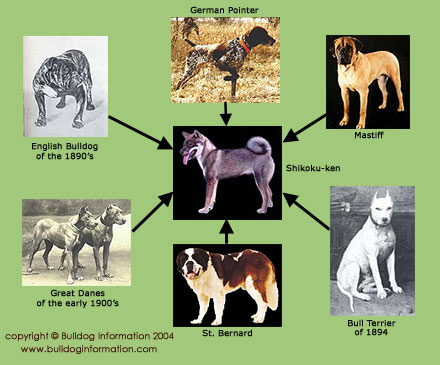 German Pointer
English Bulldog
of the 1890's
Mastiff
Shikoku-ken
Great Danes
of the early 1900's
St. Bernard
Bull Terrier
of 1894
copyright © Bulldog Information 2004
www.bulldoginformation.com